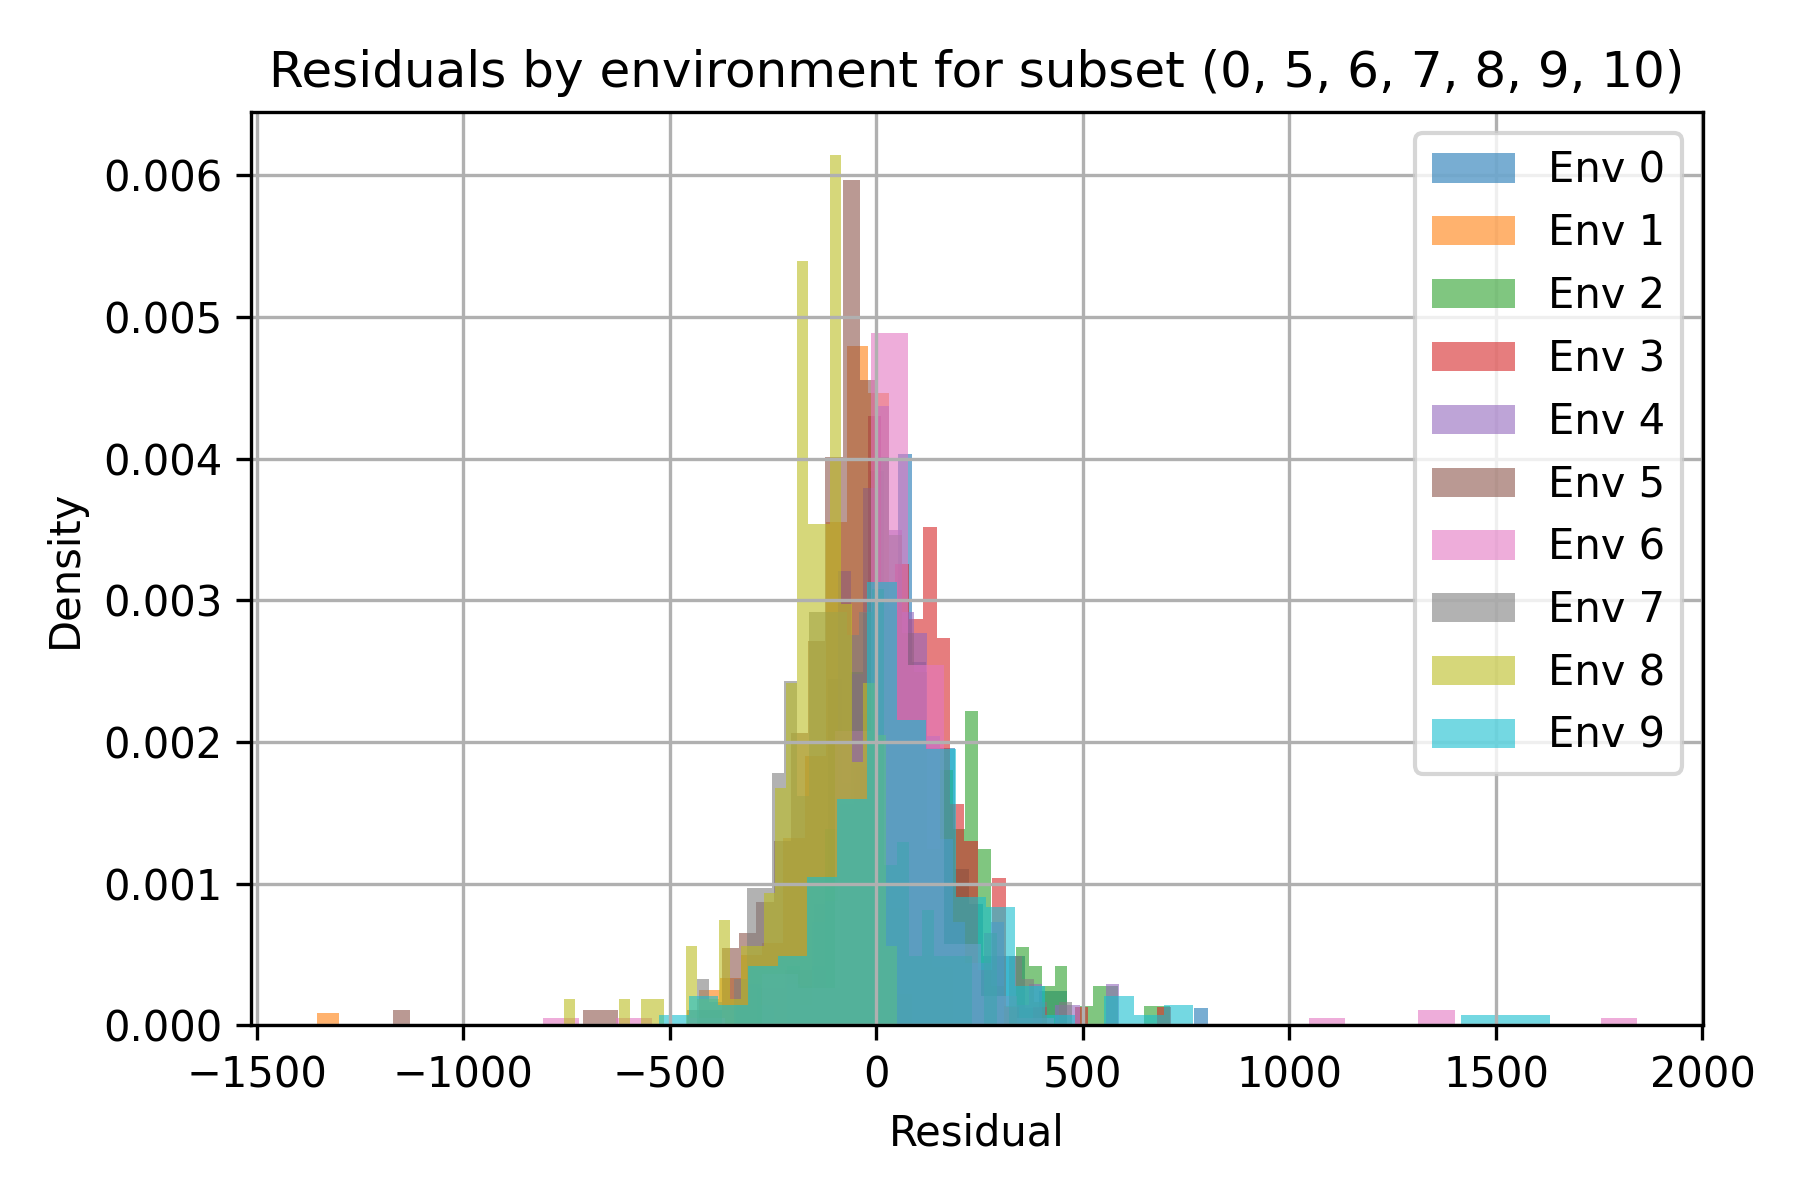 Residuals by environment for subset (0, 5, 6, 7, 8, 9, 10)
Env 0
Env 1
Env 2
Env 3
Env 4
Env 5
Env 6
Env 7
Env 8
Env 9
0.006
0.005
0.004
0.003
0.002
0.001
0.000
Density
−1500 −1000 −500 0 500 1000 1500 2000
Residual